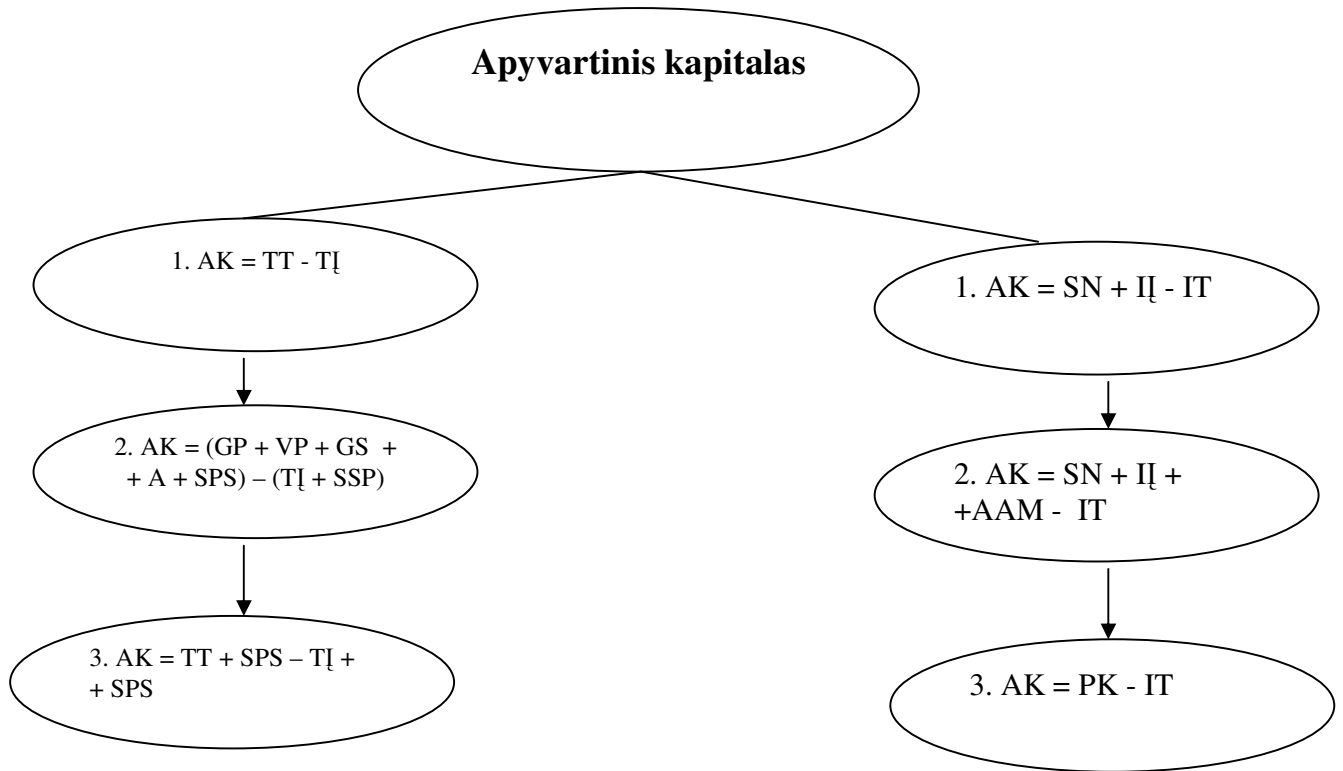 Apyvartinis kapitalas
1. AK = TT - TĮ
2. AK = (GP + VP + GS +
+ A + SPS) – (TĮ + SSP)
3. AK = TT + SPS – TĮ +
+ SPS
1. AK = SN + IĮ - IT
2. AK = SN + IĮ +
+AAM - IT
3. AK = PK - IT